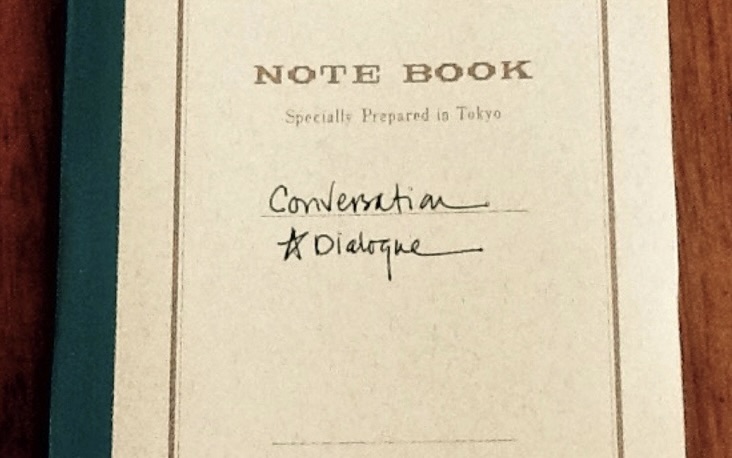 NOTE BOOK
Specially Prepared in Tokyo
Conversation
☆Dialogue